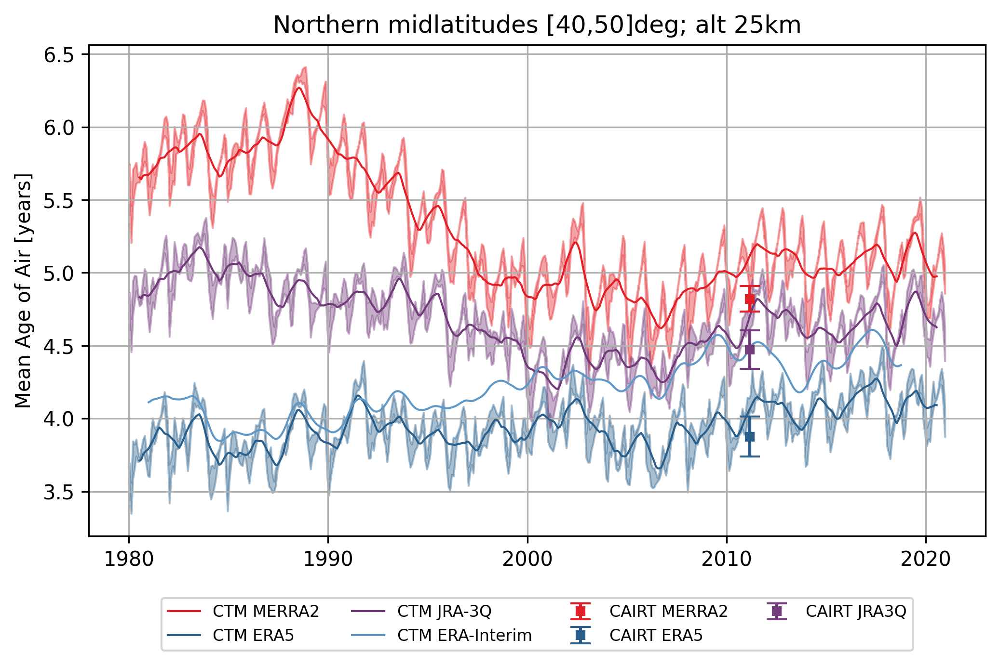 Northern midlatitudes [40,50]deg; alt 25km
Mean Age of Air [years]
6.5
6.0
5.5
5.0
4.5
4.0
3.5
1980 1990 2000 2010 2020
CTM MERRA2 CTM JRA-3Q CAIRT MERRA2 CAIRT JRA3Q
CTM ERA5 CTM ERA-Interim CAIRT ERA5